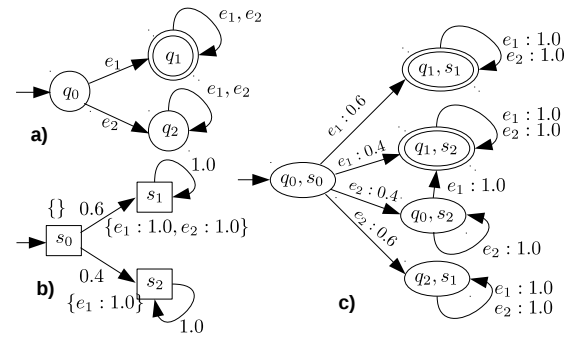 e₁, e₂
q₁
e₁
q₀
e₂
e₁, e₂
q₂
a)
1.0
{}
0.6
s₁
s₀
{e₁ : 1.0, e₂ : 1.0}
0.4
s₂
b)
{e₁ : 1.0}
1.0
e₁ : 1.0
e₂ : 1.0
q₁, s₁
e₁ : 0.6
e₁ : 1.0
e₂ : 1.0
q₁, s₂
e₁ : 0.4
q₀, s₀
e₂ : 0.4
e₁ : 1.0
q₀, s₂
e₂ : 0.6
e₂ : 1.0
q₂, s₁
e₁ : 1.0
e₂ : 1.0
c)